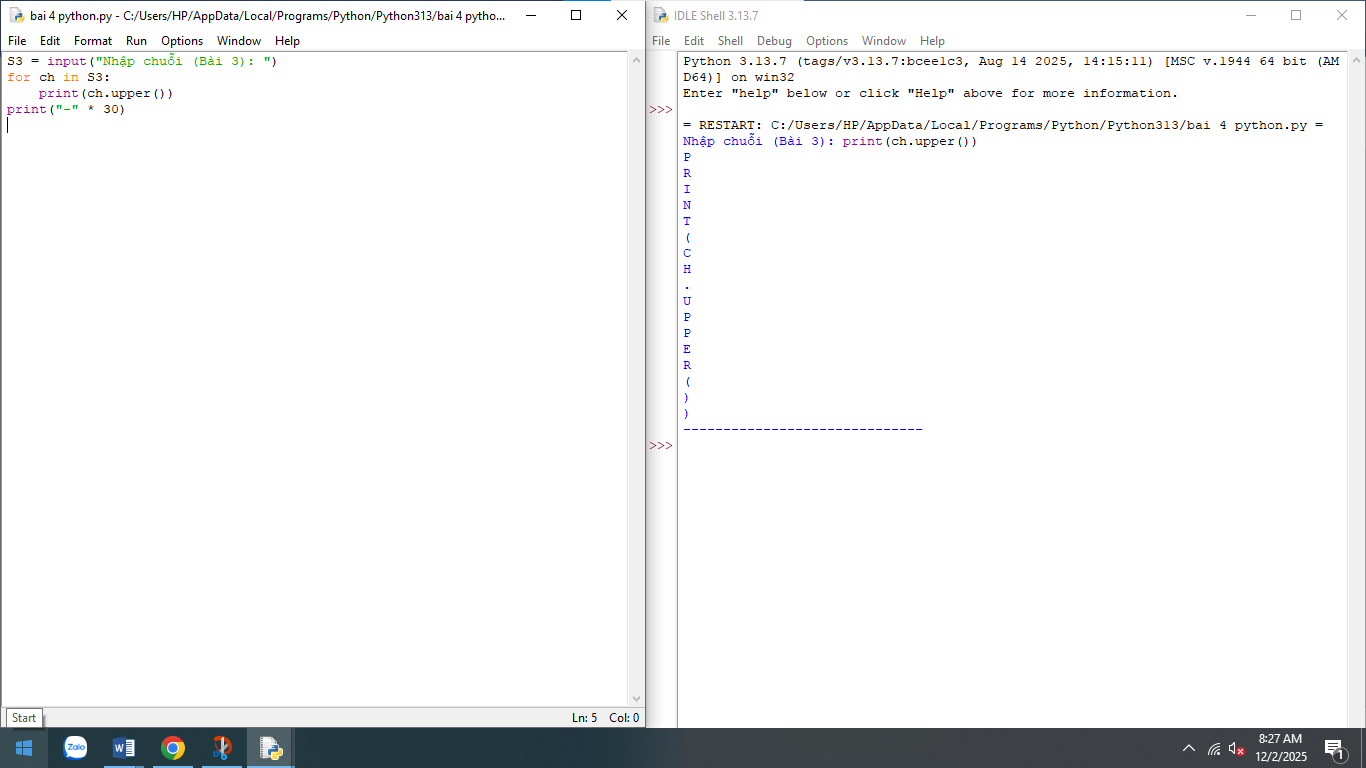 bai 4 python.py - C:/Users/HP/AppData/Local/Programs/Python/Python313/bai 4 pytho...
File Edit Format Run Options Window Help
S3 = input("Nhập chuỗi (Bài 3): ")
for ch in S3:
    print(ch.upper())
print("-" * 30)
Start
Ln: 5 Col: 0
IDLE Shell 3.13.7
File Edit Shell Debug Options Window Help
Python 3.13.7 (tags/v3.13.7:bcee1c3, Aug 14 2025, 14:15:11) [MSC v.1944 64 bit (AM
D64)] on win32
Enter "help" below or click "Help" above for more information.
>>>
= RESTART: C:/Users/HP/AppData/Local/Programs/Python/Python313/bai 4 python.py =
Nhập chuỗi (Bài 3): print(ch.upper())
P
R
I
N
T
(
C
H
.
U
P
P
E
R
(
)
)
------------------------------
>>>
Zalo
W
8:27 AM
12/2/2025
1